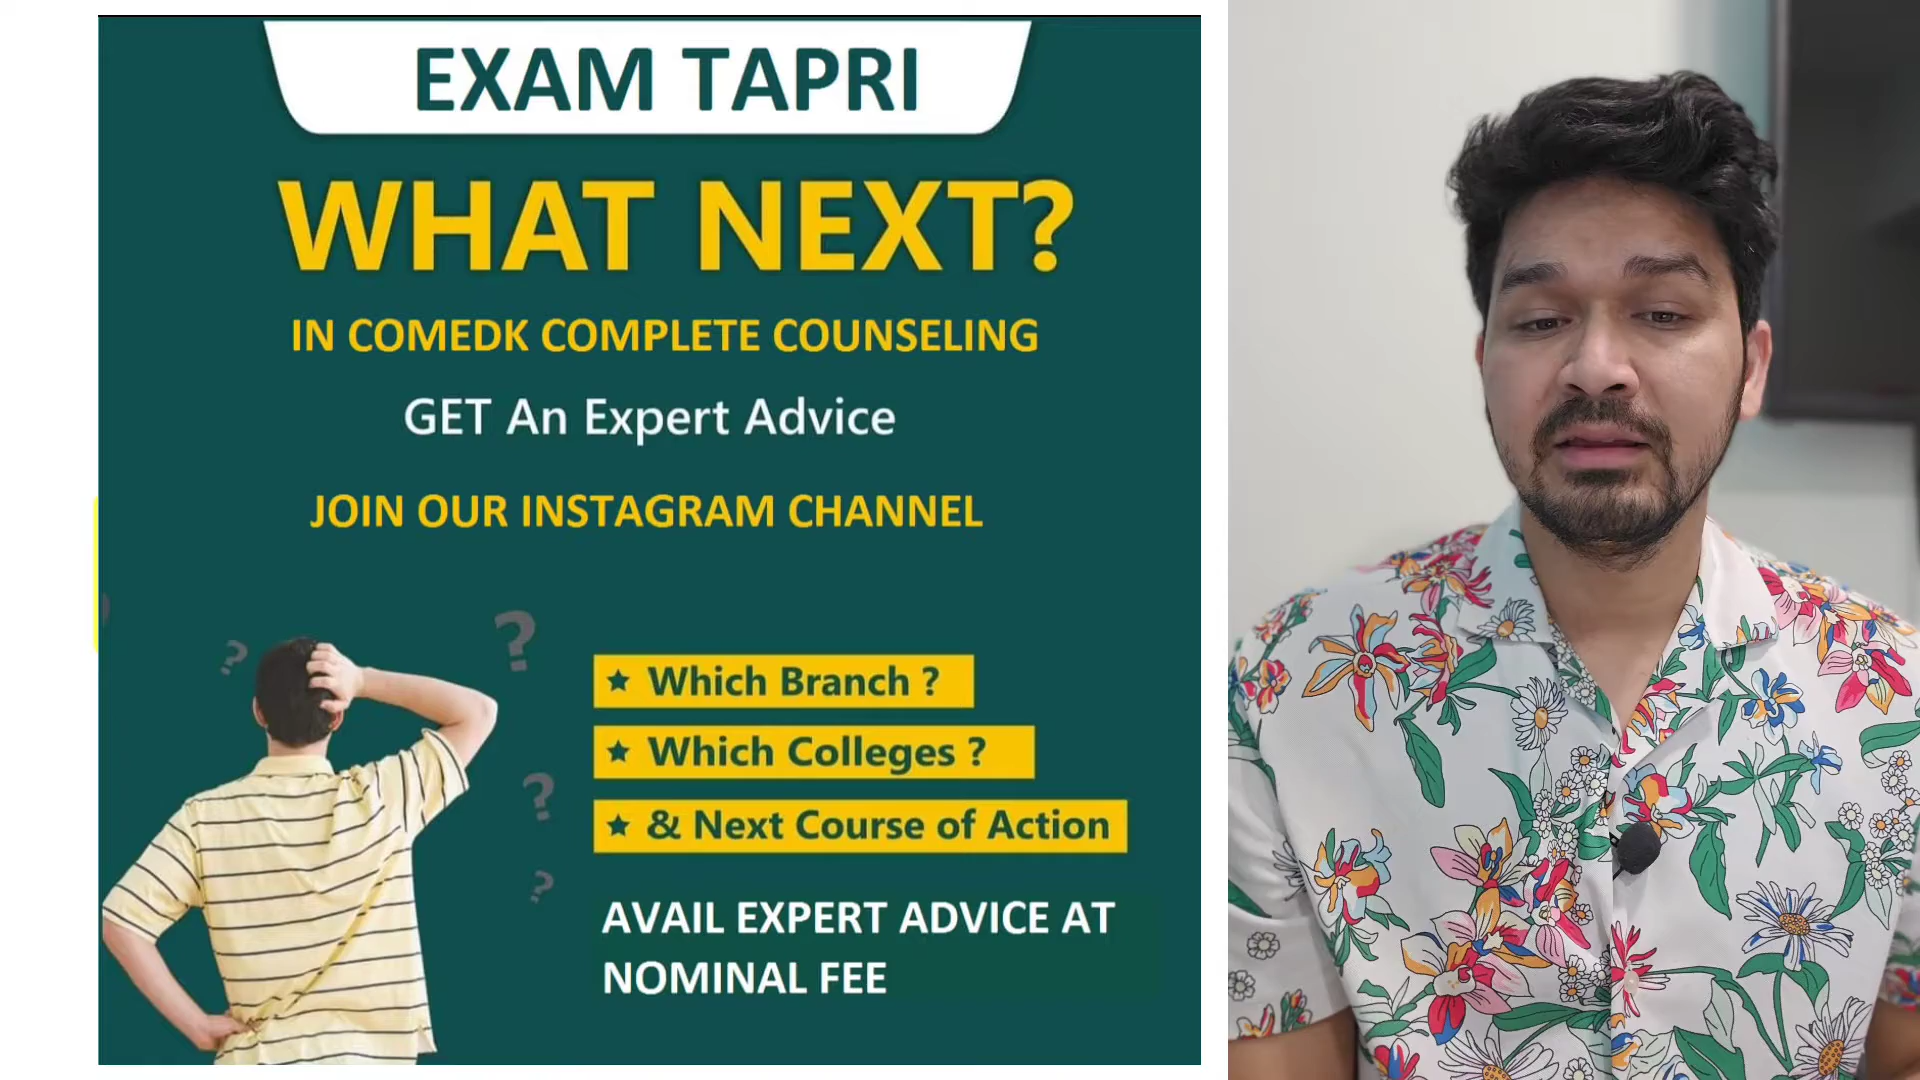 EXAM TAPRI
WHAT NEXT?
IN COMEDK COMPLETE COUNSELING
GET An Expert Advice
JOIN OUR INSTAGRAM CHANNEL
? ? ? ?
★ Which Branch ?
★ Which Colleges ?
★ & Next Course of Action
AVAIL EXPERT ADVICE AT
NOMINAL FEE